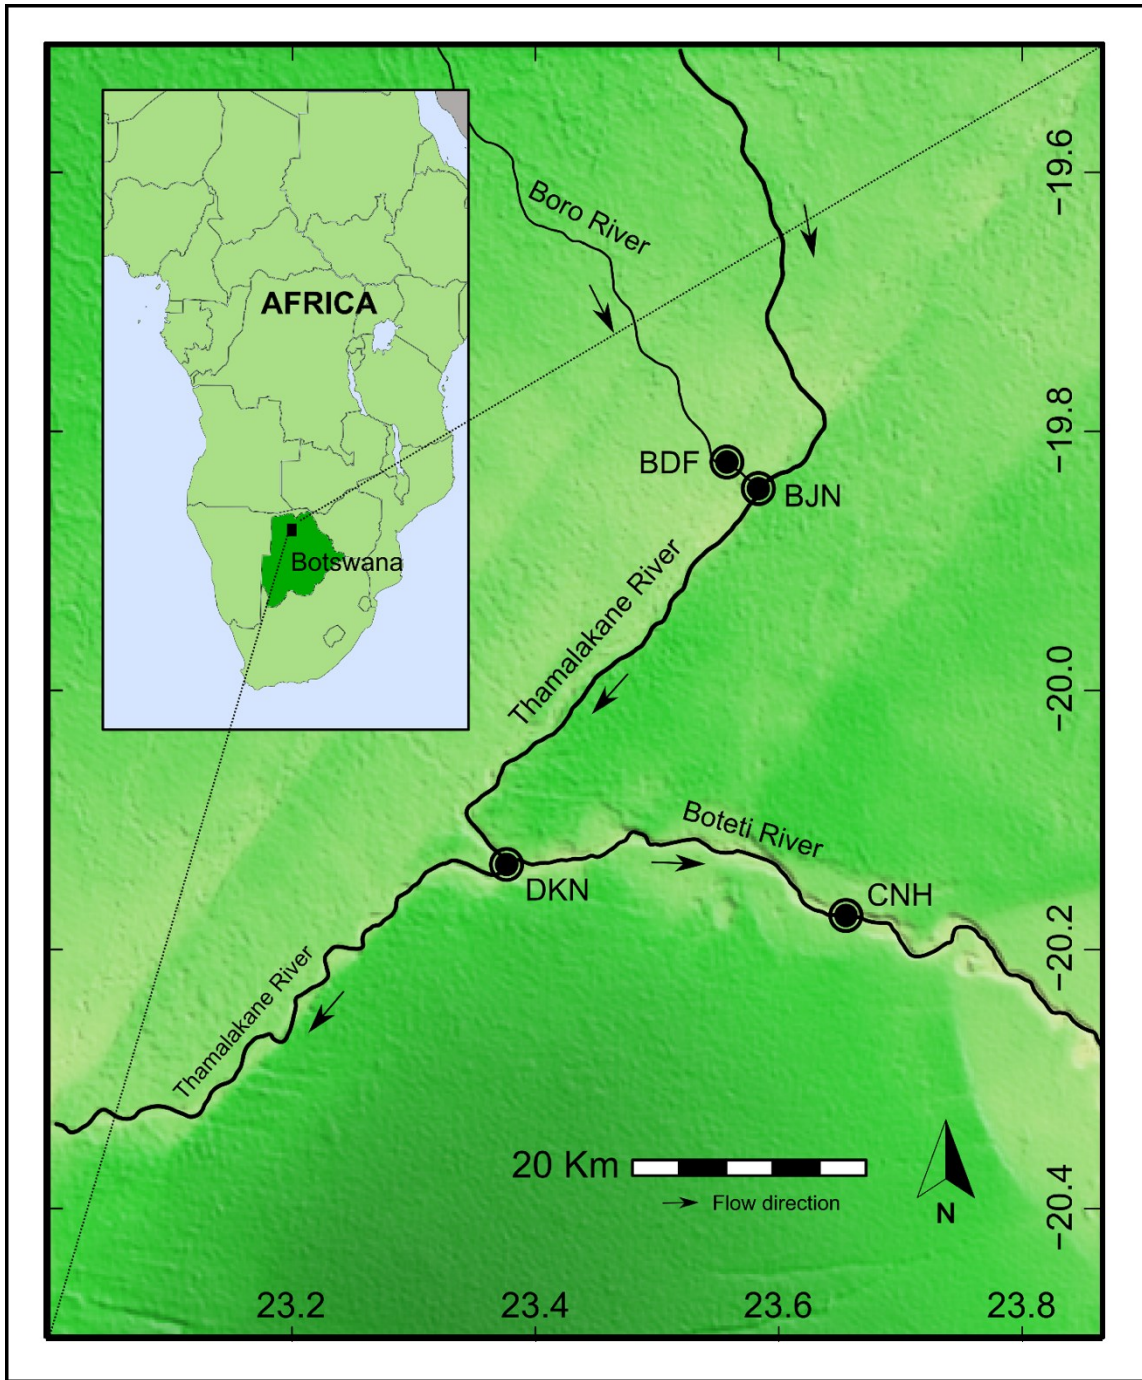 AFRICA
Botswana
Boro River
BDF
BJN
Thamalakane River
Boteti River
DKN
CNH
Thamalakane River
20 Km
Flow direction
N
−19.6
−19.8
−20.0
−20.2
−20.4
23.2
23.4
23.6
23.8